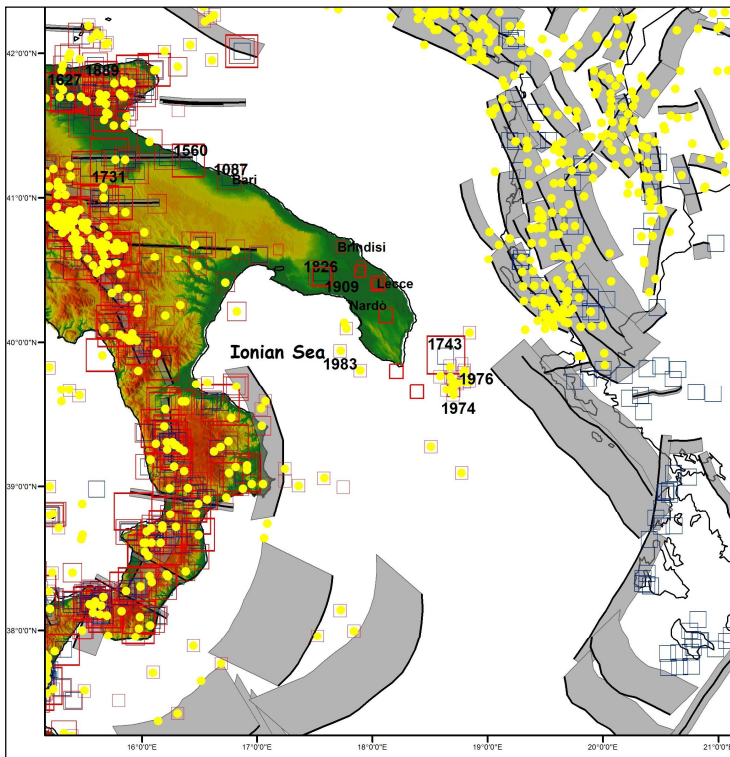 42°0'0"N
1889
1627
1560
1087
Bari
1731
41°0'0"N
Brindisi
1826
Lecce
1909
Nardò
40°0'0"N
Ionian Sea
1743
1983
1976
1974
39°0'0"N
38°0'0"N
16°0'0"E
17°0'0"E
18°0'0"E
19°0'0"E
20°0'0"E
21°0'0"E